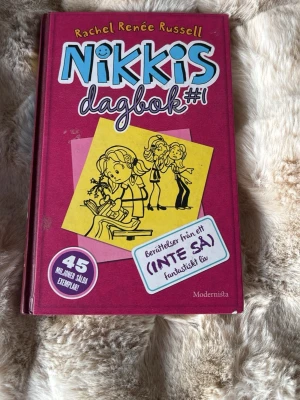 Rachel Renée Russell
NiKKiS
dagbok #1
45
MILJONER SÅLDA
EXEMPLAR!
Berättelser från ett
(INTE SÅ)
fantastiskt liv
Modernista